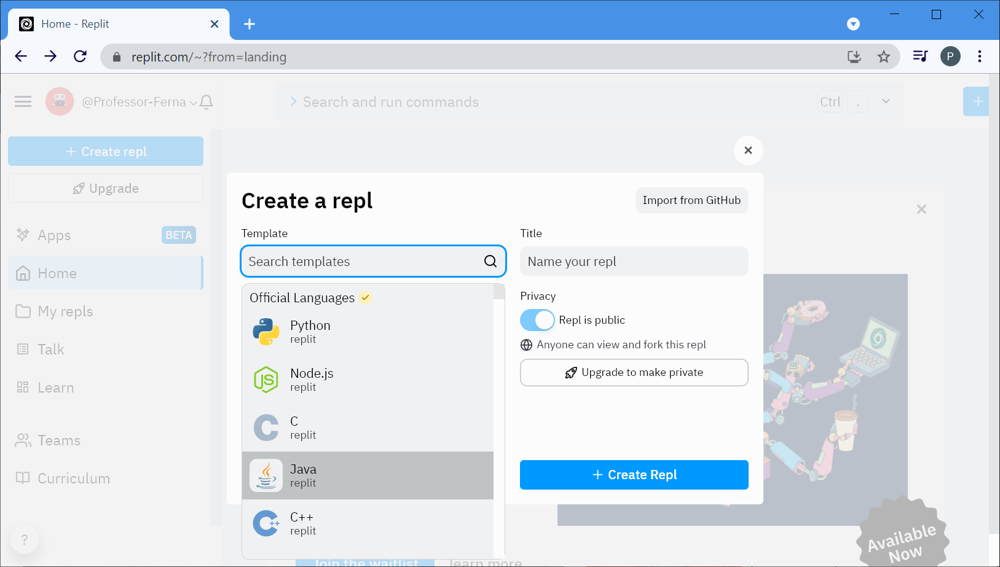 Home - Replit
replit.com/~?from=landing
P
@Professor-Ferna
Search and run commands
Ctrl
.
+ Create repl
Upgrade
Apps
BETA
Home
My repls
Talk
Learn
Teams
Curriculum
?
Create a repl
Import from GitHub
Template
Search templates
Official Languages
Python
replit
Node.js
replit
C
replit
Java
replit
C++
replit
Title
Name your repl
Privacy
Repl is public
Anyone can view and fork this repl
Upgrade to make private
+ Create Repl
Available
Now
Join the waitlist
learn more